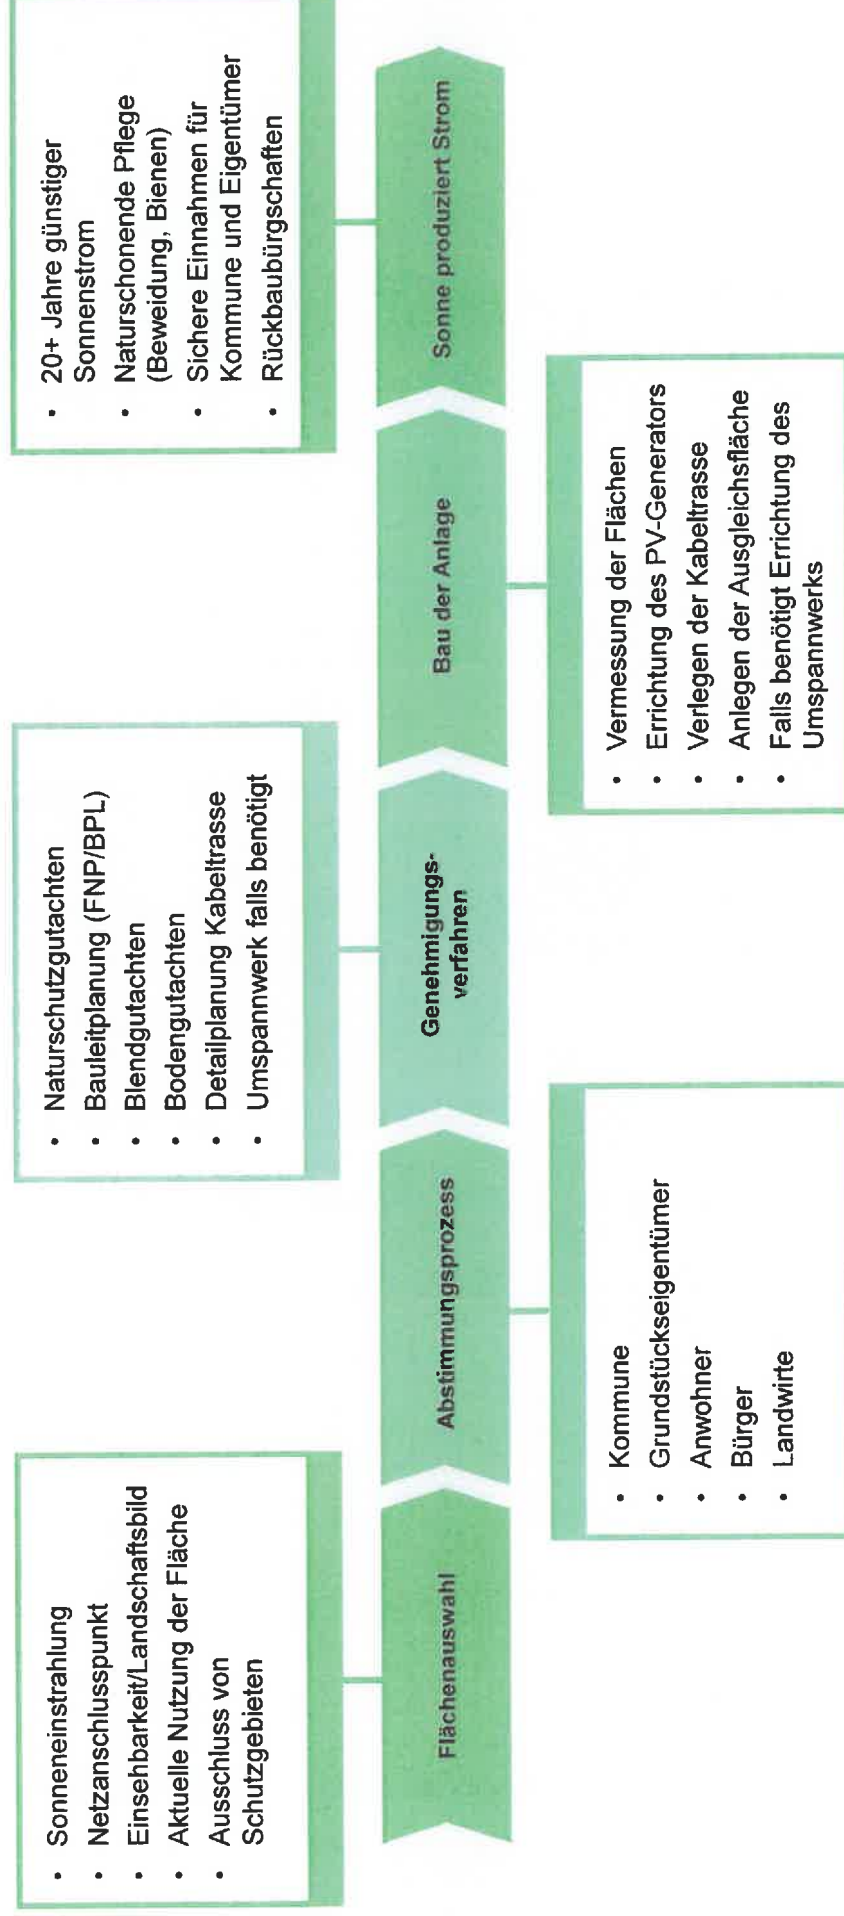 • Sonneneinstrahlung
• Netzanschlusspunkt
• Einsehbarkeit/Landschaftsbild
• Aktuelle Nutzung der Fläche
• Ausschluss von
Schutzgebieten
Flächenauswahl
Abstimmungsprozess
• Kommune
• Grundstückseigentümer
• Anwohner
• Bürger
• Landwirte
• Naturschutzgutachten
• Bauleitplanung (FNP/BPL)
• Blendgutachten
• Bodengutachten
• Detailplanung Kabeltrasse
• Umspannwerk falls benötigt
Genehmigungs-
verfahren
Bau der Anlage
• Vermessung der Flächen
• Errichtung des PV-Generators
• Verlegen der Kabeltrasse
• Anlegen der Ausgleichsfläche
• Falls benötigt Errichtung des
Umspannwerks
• 20+ Jahre günstiger
Sonnenstrom
• Naturschonende Pflege
(Beweidung, Bienen)
• Sichere Einnahmen für
Kommune und Eigentümer
• Rückbaubürgschaften
Sonne produziert Strom